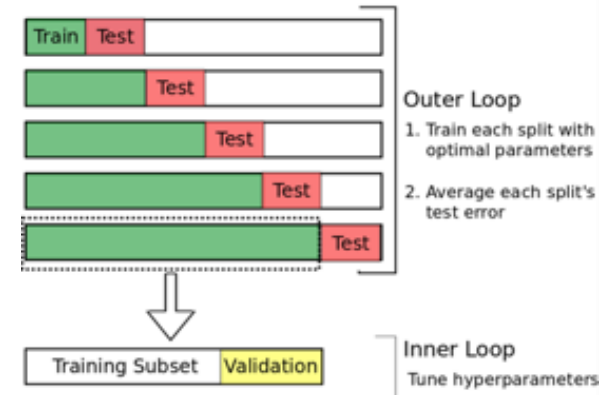 Train Test
Test
Test
Test
Test
Outer Loop
1. Train each split with
optimal parameters
2. Average each split's
test error
Training Subset Validation
Inner Loop
Tune hyperparameters